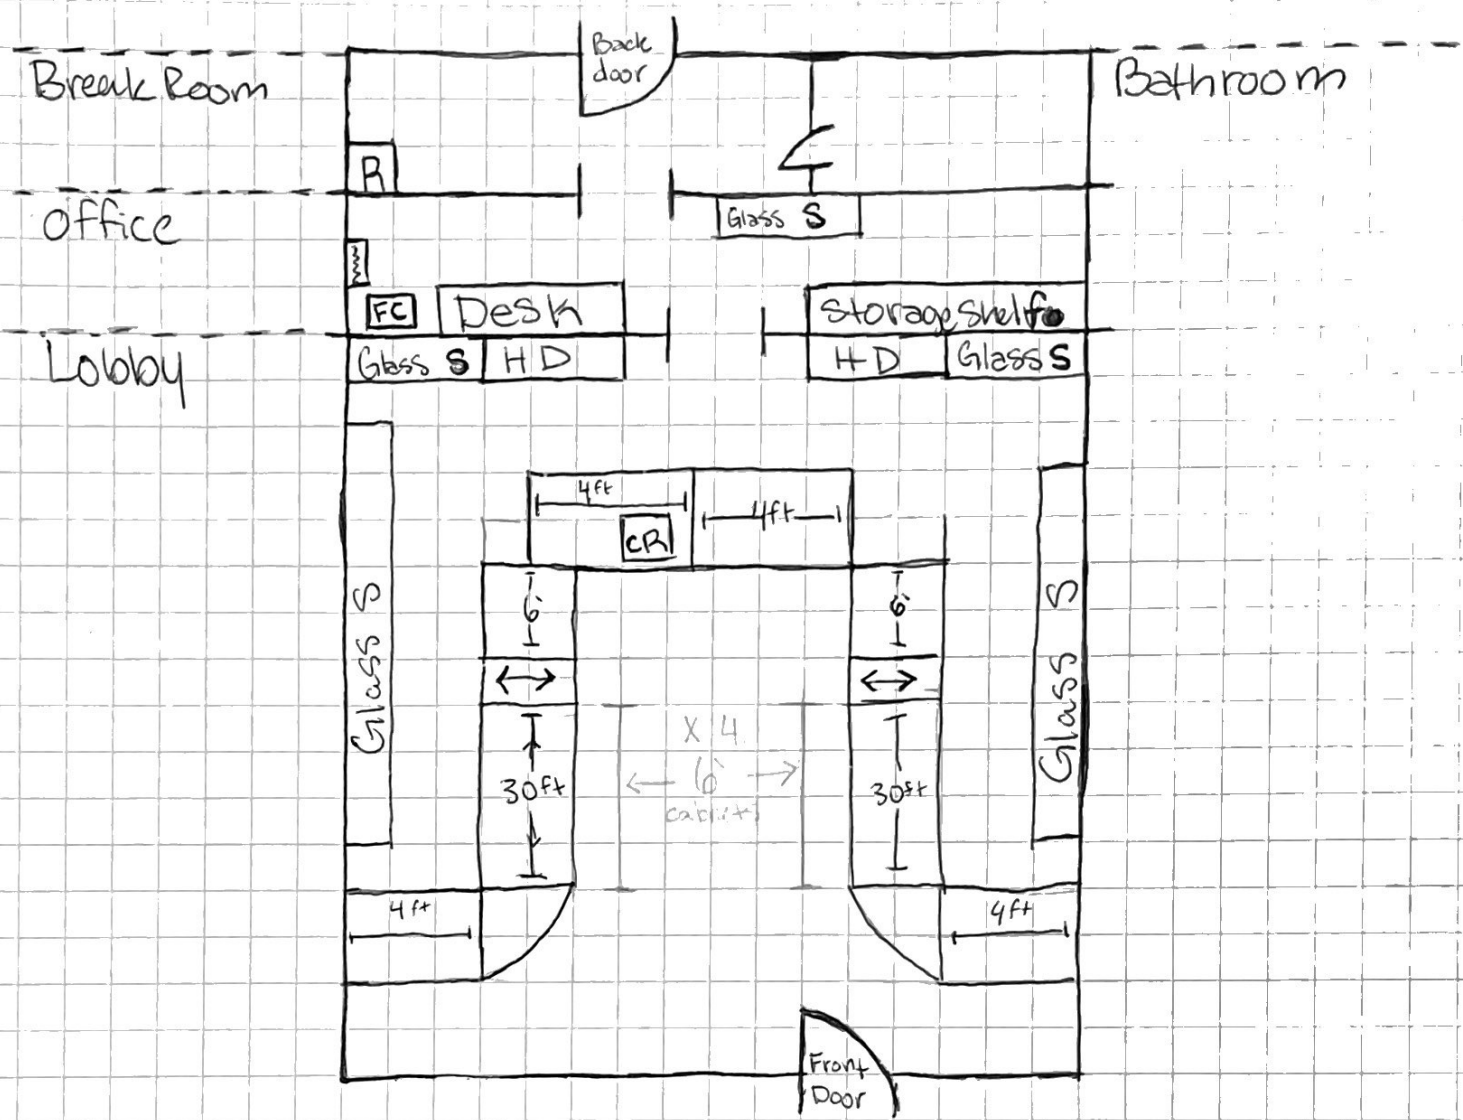 Back
door
Break Room
Bathroom
R
Office
Glass S
FC
Desk
Storage Shelf
Lobby
Glass S
HD
HD
Glass S
4ft
4ft
CR
6'
6'
Glass S
Glass S
X 4
6'
30ft
30ft
4ft
4ft
Front
Door